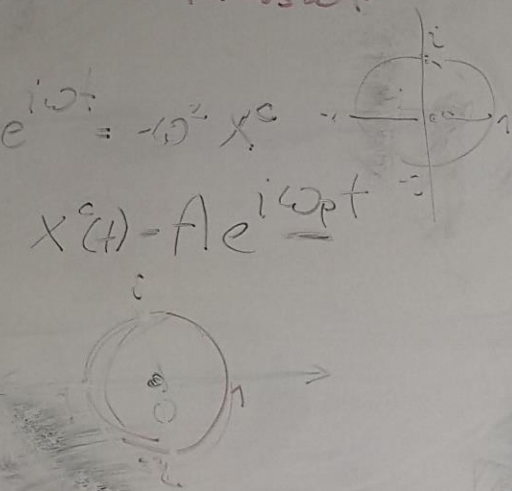 i
e^{iωt} = -ω² x^c
-1
1
-i
x^c(t) = A e^{iω_p t}
i
1
-i